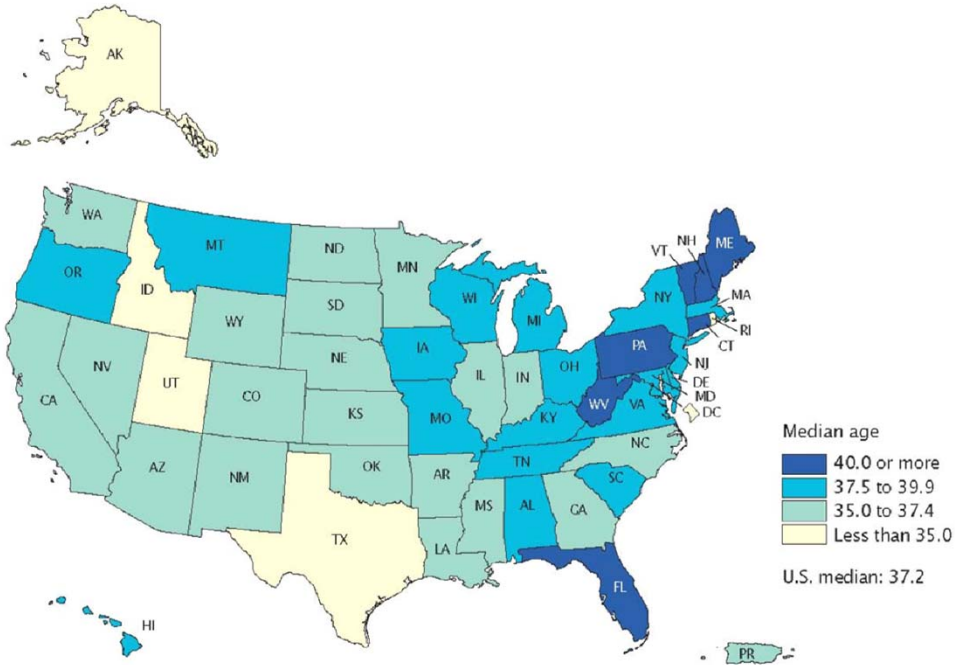 AK
WA
MT
ND
MN
VT
NH
ME
OR
ID
WY
SD
WI
MI
NY
MA
RI
CT
NV
UT
CO
NE
IA
IL
IN
OH
PA
NJ
DE
MD
DC
CA
KS
MO
KY
WV
VA
AZ
NM
OK
AR
TN
NC
SC
TX
LA
MS
AL
GA
FL
HI
PR
Median age
40.0 or more
37.5 to 39.9
35.0 to 37.4
Less than 35.0
U.S. median: 37.2